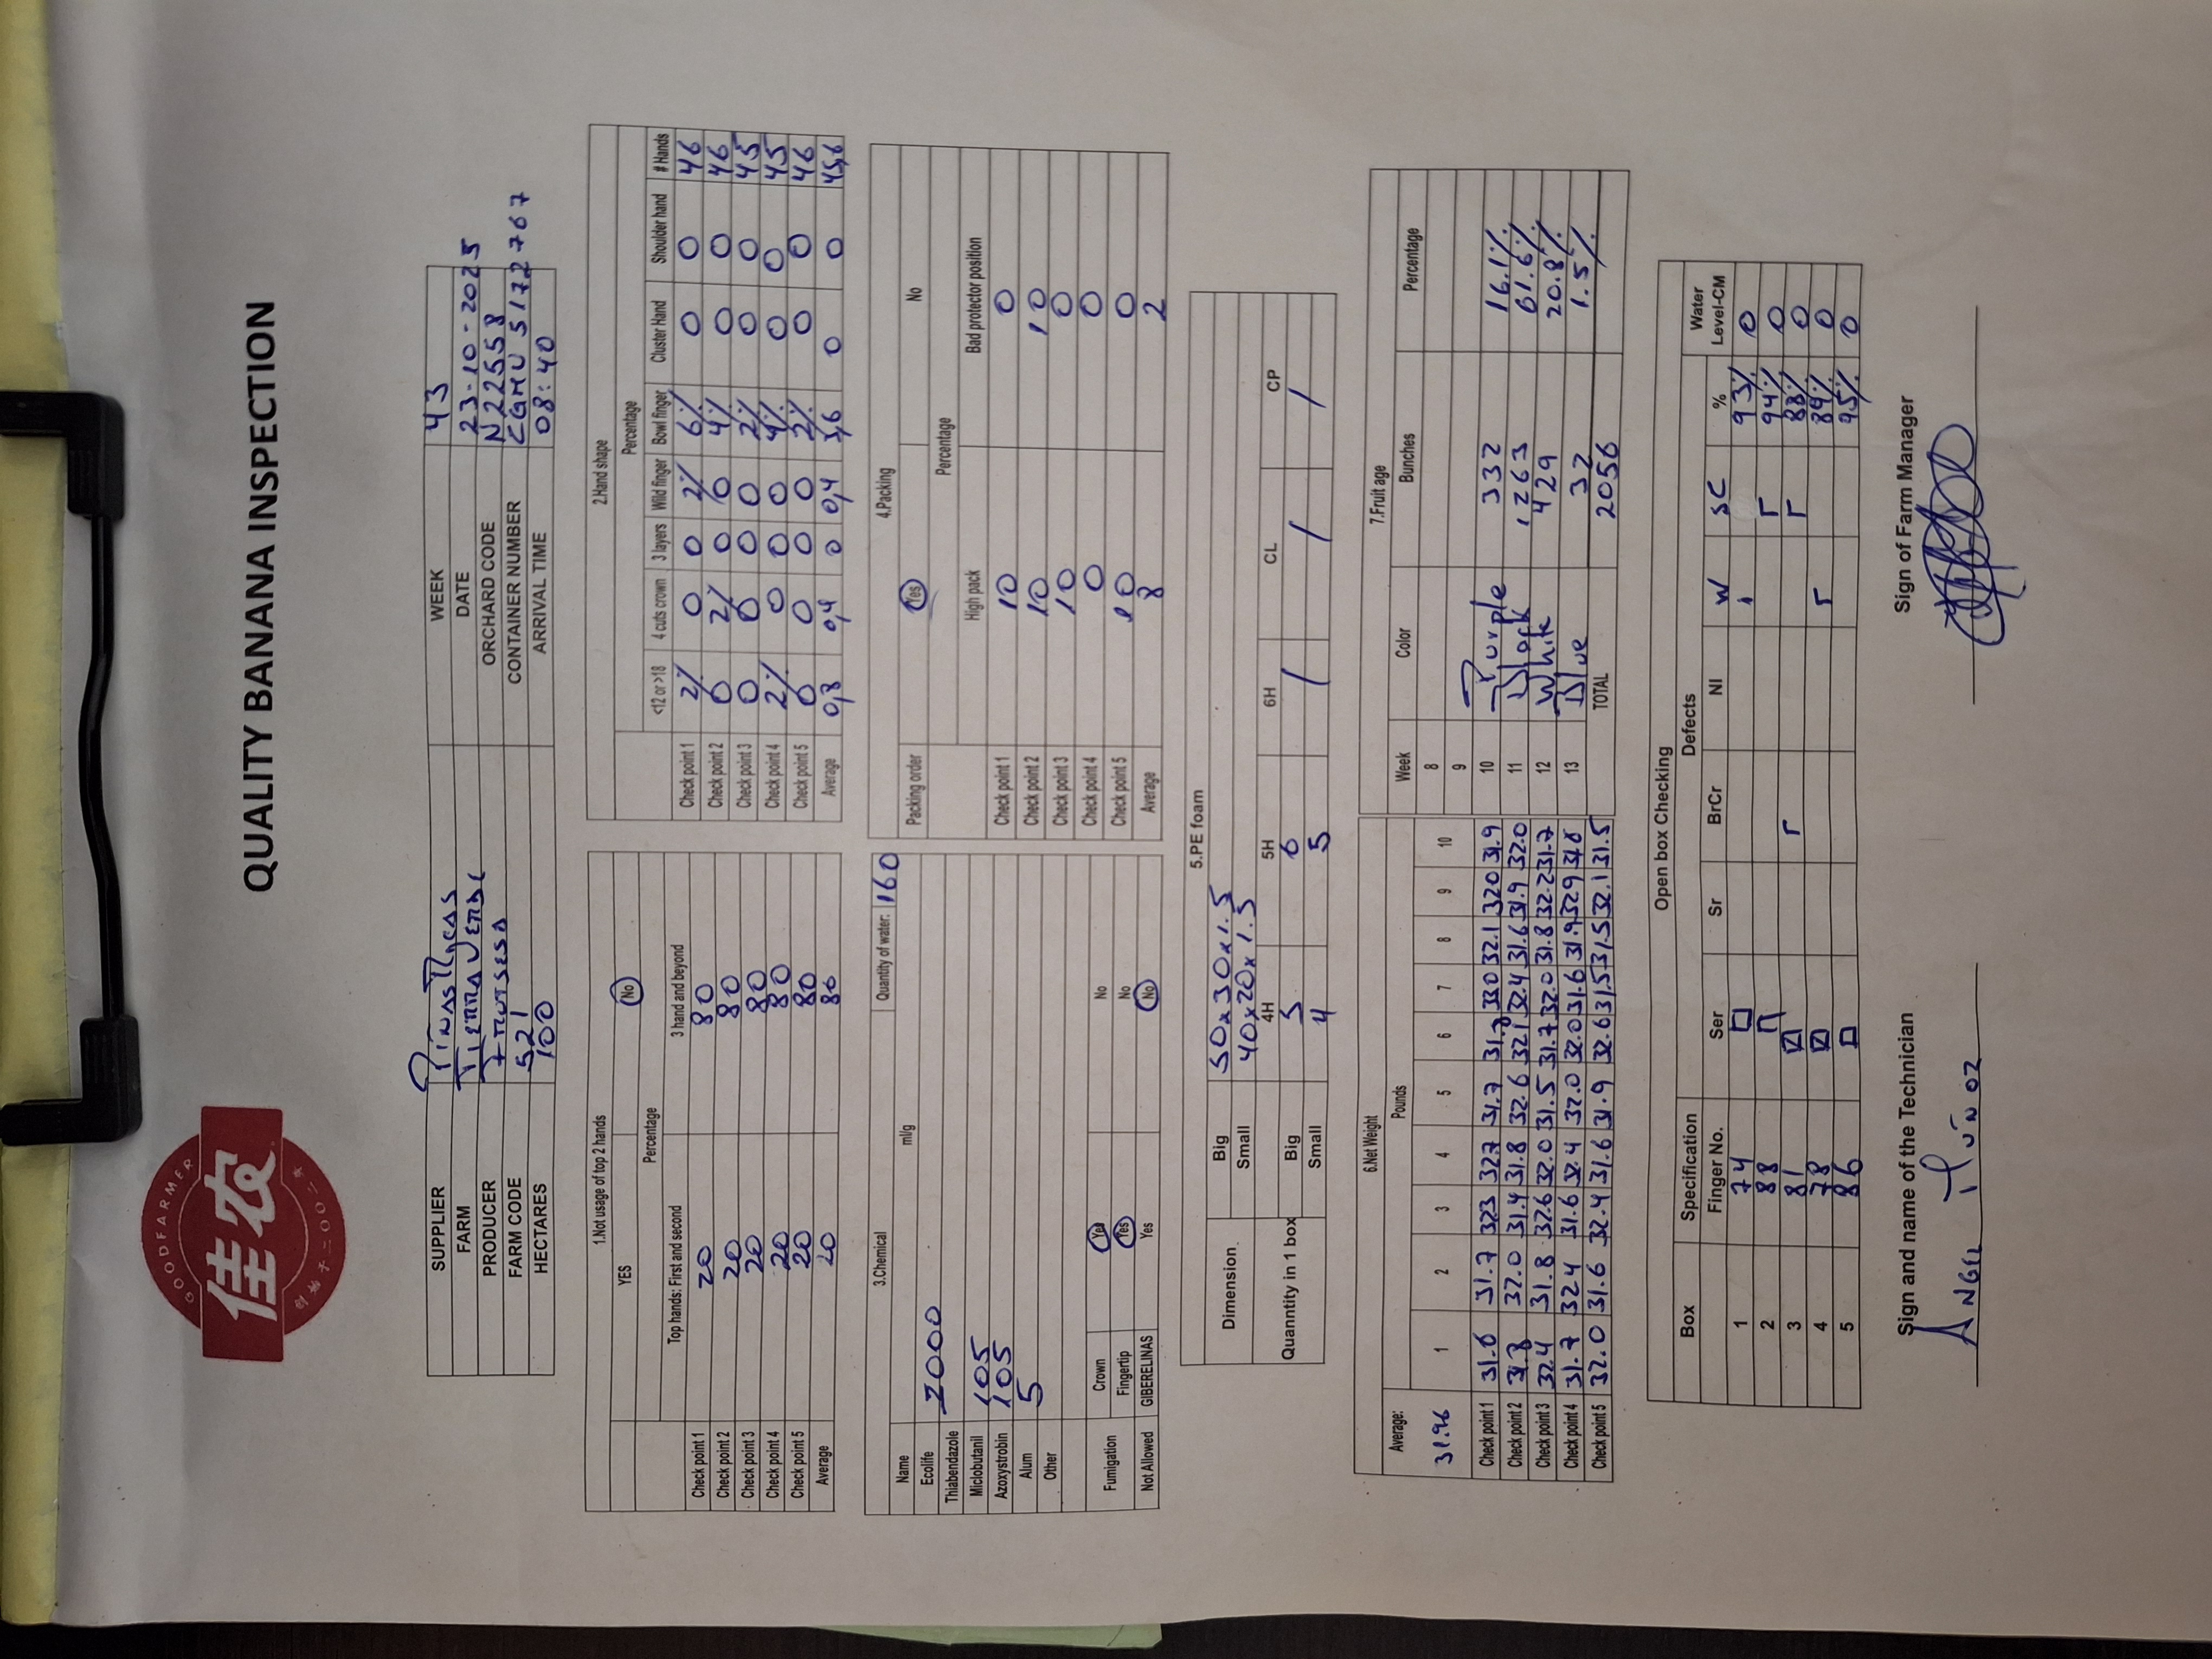 GOODFARMER
佳农
创始于二〇〇二年
QUALITY BANANA INSPECTION
SUPPLIER Piñas Rocas WEEK 43
FARM TIERRA VERDE DATE 23-10-2025
PRODUCER FRUTSESA ORCHARD CODE N22558
FARM CODE 521 CONTAINER NUMBER CGMU 5172767
HECTARES 100 ARRIVAL TIME 08:40
1.Not usage of top 2 hands
YES No
Percentage
Top hands: First and second 3 hand and beyond
Check point 1 20 80
Check point 2 20 80
Check point 3 20 80
Check point 4 20 80
Check point 5 20 80
Average 20 80
2.Hand shape
Percentage
<12 or >18 4 cuts crown 3 layers Wild finger Bowl finger Cluster Hand Shoulder hand # Hands
Check point 1 2% 0 0 2% 6% 0 0 46
Check point 2 0 2% 0 0 4% 0 0 46
Check point 3 0 0 0 0 2% 0 0 45
Check point 4 2% 0 0 0 4% 0 0 45
Check point 5 0 0 0 0 2% 0 0 46
Average 0,8 0,4 0 0,4 3,6 0 0 45,6
3.Chemical Quantity of water: 160
Name ml/g
Ecolife 2000
Thiabendazole
Miclobutanil 105
Azoxystrobin 105
Alum 5
Other
Fumigation Crown Yes No
Fingertip Yes No
Not Allowed GIBERELINAS Yes No
4.Packing
Packing order Yes No
Percentage
High pack Bad protector position
Check point 1 10 0
Check point 2 10 10
Check point 3 10 0
Check point 4 0 0
Check point 5 10 0
Average 8 2
5.PE foam
Dimension Big 50x30x1.5
Small 40x20x1.5
4H 5H 6H CL CP
Quanntity in 1 box Big 5 6 / / /
Small 4 5
6.Net Weight
Average: Pounds
31.96 1 2 3 4 5 6 7 8 9 10
Check point 1 31.6 31.7 32.3 32.7 31.7 31.8 33.0 32.1 32.0 31.9
Check point 2 31.8 32.0 31.4 31.8 32.6 32.1 32.4 31.6 31.9 32.0
Check point 3 32.4 31.8 32.6 32.0 31.5 31.7 32.0 31.8 32.2 31.7
Check point 4 31.7 32.4 31.6 32.4 32.0 32.0 31.6 31.9 32.9 31.8
Check point 5 32.0 31.6 32.4 31.6 31.9 32.6 31.5 31.5 32.1 31.5
7.Fruit age
Week Color Bunches Percentage
8
9
10 Purple 332 16.1%
11 Black 1263 61.6%
12 White 429 20.8%
13 Blue 32 1.5%
TOTAL 2056
Open box Checking
Box Specification Defects Water
Finger No. Ser Sr BrCr NI W SC % Level-CM
1 74 93% 0
2 88 94% 0
3 81 88% 0
4 78 89% 0
5 86 95% 0
Sign and name of the Technician Sign of Farm Manager
ANGEL MUÑOZ